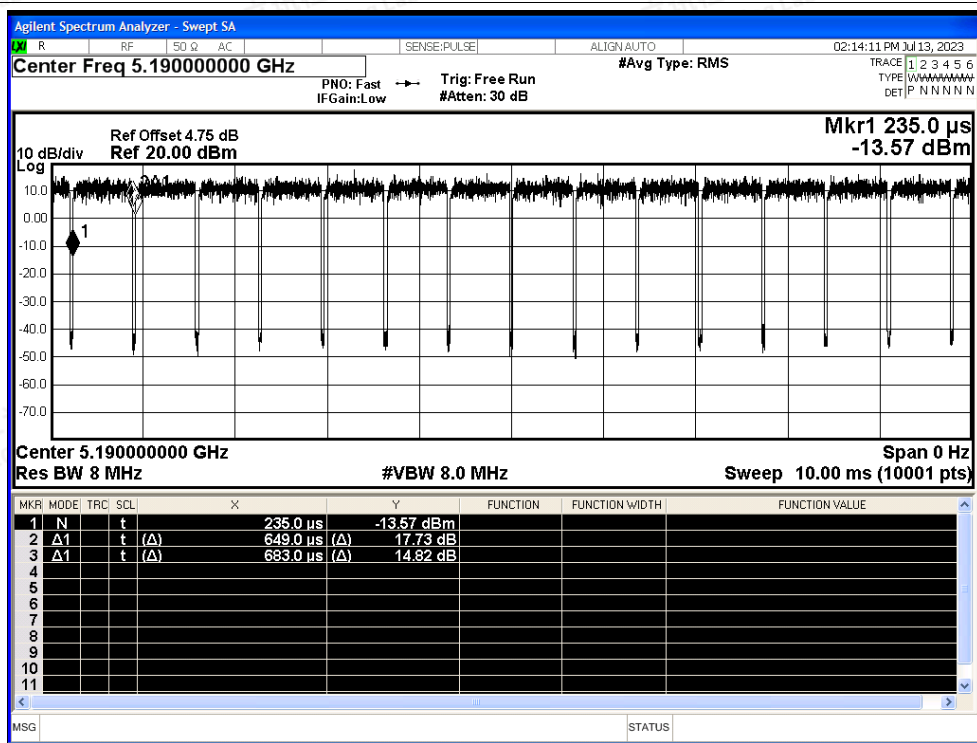 Agilent Spectrum Analyzer - Swept SA
LXI R RF 50 Ω AC SENSE:PULSE ALIGN AUTO 02:14:11 PM Jul 13, 2023
Center Freq 5.190000000 GHz #Avg Type: RMS TRACE 1 2 3 4 5 6
PNO: Fast Trig: Free Run TYPE WWWWWW
IFGain:Low #Atten: 30 dB DET P N N N N N
Mkr1 235.0 µs
Ref Offset 4.75 dB
10 dB/div Ref 20.00 dBm -13.57 dBm
Log
10.0
0.00
1
-10.0
-20.0
-30.0
-40.0
-50.0
-60.0
-70.0
Center 5.190000000 GHz Span 0 Hz
Res BW 8 MHz #VBW 8.0 MHz Sweep 10.00 ms (10001 pts)
MKR MODE TRC SCL X Y FUNCTION FUNCTION WIDTH FUNCTION VALUE
1 N t 235.0 µs -13.57 dBm
2 Δ1 t (Δ) 649.0 µs (Δ) 17.73 dB
3 Δ1 t (Δ) 683.0 µs (Δ) 14.82 dB
4
5
6
7
8
9
10
11
MSG STATUS